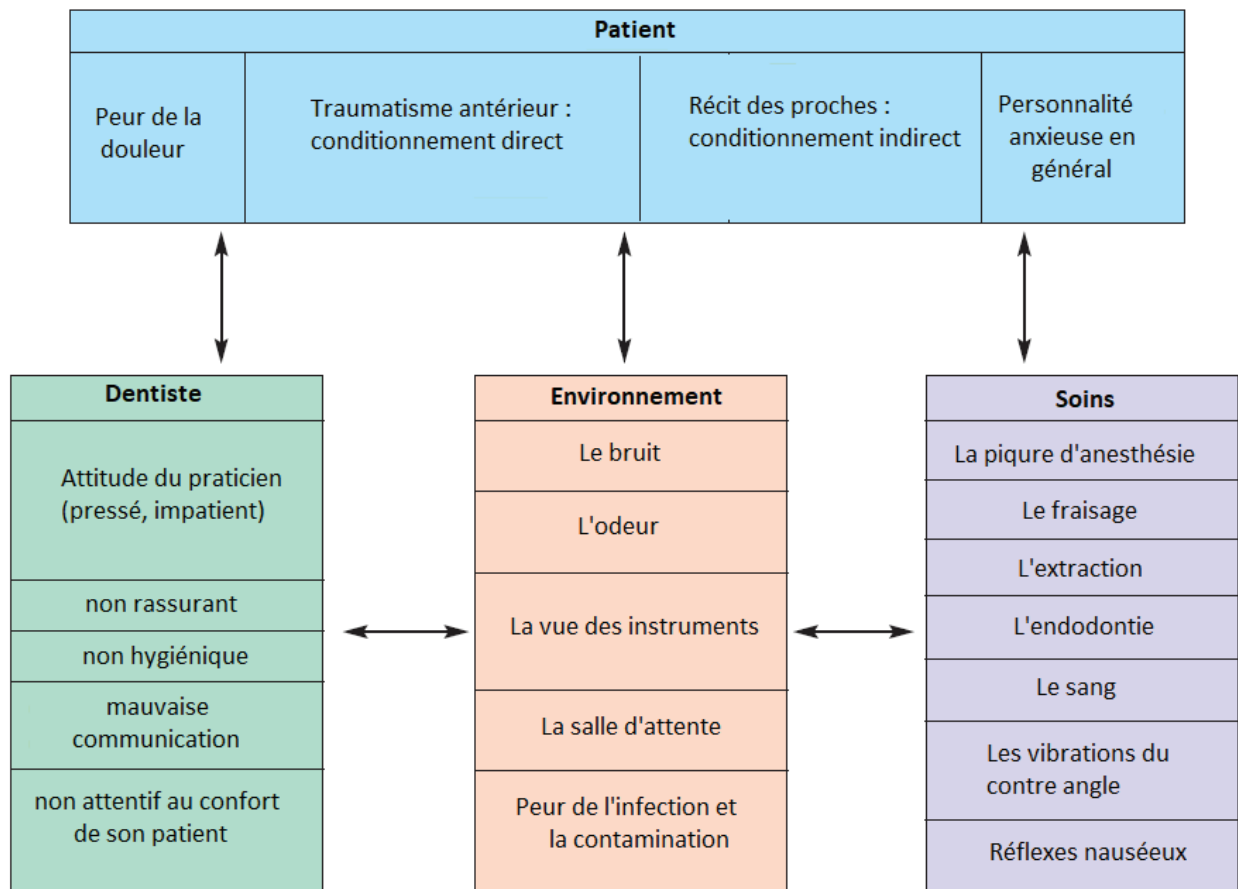 Patient
Peur de la
douleur
Traumatisme antérieur :
conditionnement direct
Récit des proches :
conditionnement indirect
Personnalité
anxieuse en
général
Dentiste
Attitude du praticien
(pressé, impatient)
non rassurant
non hygiénique
mauvaise
communication
non attentif au confort
de son patient
Environnement
Le bruit
L'odeur
La vue des instruments
La salle d'attente
Peur de l'infection et
la contamination
Soins
La piqure d'anesthésie
Le fraisage
L'extraction
L'endodontie
Le sang
Les vibrations du
contre angle
Réflexes nauséeux